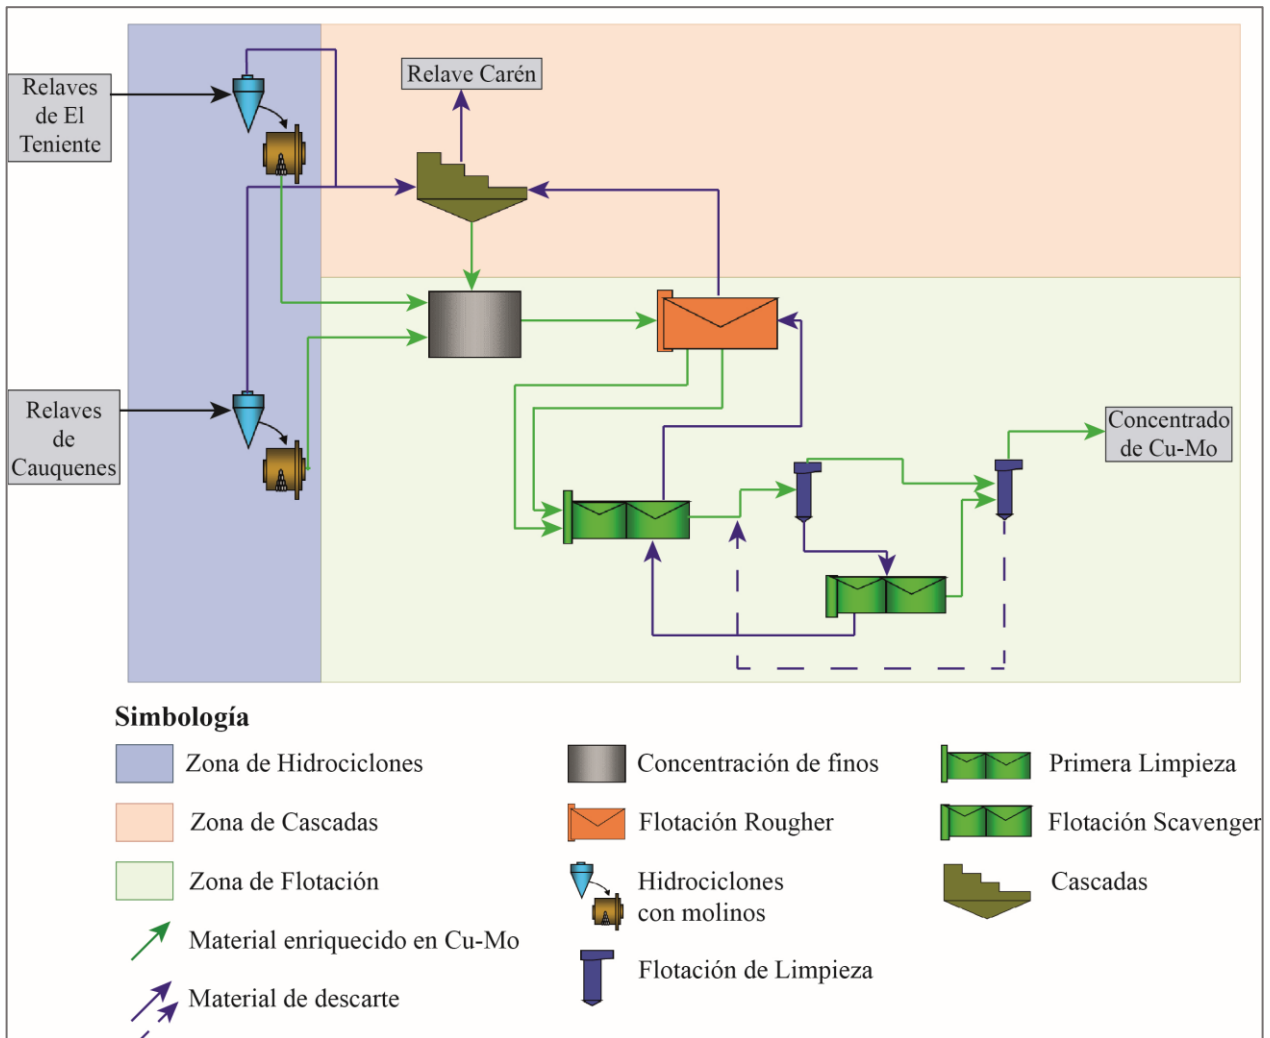 Relaves
de El
Teniente
Relave Carén
Relaves
de
Cauquenes
Concentrado
de Cu-Mo
Simbología
Zona de Hidrociclones
Zona de Cascadas
Zona de Flotación
Material enriquecido en Cu-Mo
Material de descarte
Concentración de finos
Flotación Rougher
Hidrociclones
con molinos
Flotación de Limpieza
Primera Limpieza
Flotación Scavenger
Cascadas